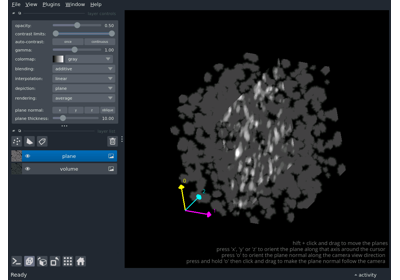 File View Plugins Window Help
opacity: 0.50
contrast limits:
auto-contrast: once continuous
gamma: 1.00
colormap: gray
blending: additive
interpolation: linear
depiction: plane
rendering: average
plane normal: x y z oblique
plane thickness: 10.00
plane
volume
0
hift + click and drag to move the planes
press 'x', 'y' or 'z' to orient the plane along that axis around the cursor
press 'o' to orient the plane normal along the camera view direction
press and hold 'o' then click and drag to make the plane normal follow the camera
Ready
activity